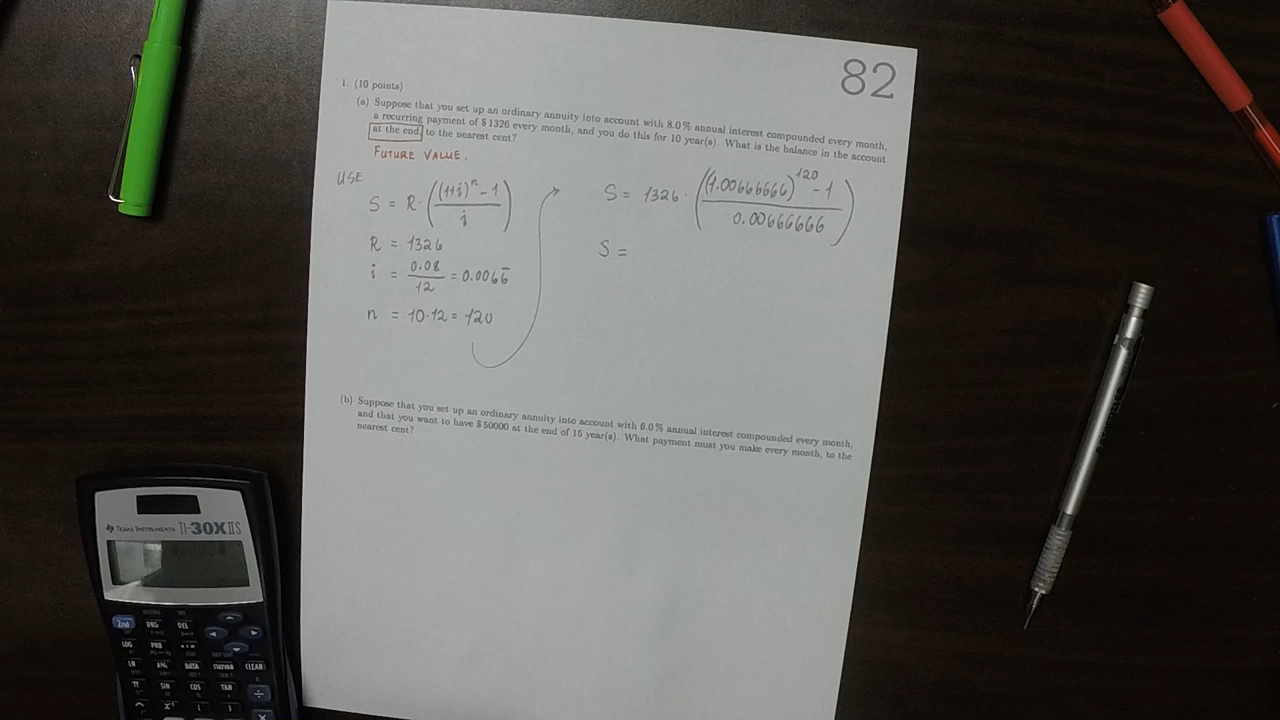 82
1. (10 points)
(a) Suppose that you set up an ordinary annuity into account with 8.0% annual interest compounded every month,
a recurring payment of $1326 every month, and you do this for 10 year(s). What is the balance in the account
at the end, to the nearest cent?
FUTURE VALUE.
USE
S = R·(((1+i)^n - 1)/i)
R = 1326
i = 0.08/12 = 0.0066̅
n = 10·12 = 120
S = 1326·(((1.00666666)^120 - 1)/0.00666666)
S =
(b) Suppose that you set up an ordinary annuity into account with 6.0% annual interest compounded every month,
and that you want to have $50000 at the end of 15 year(s). What payment must you make every month, to the
nearest cent?
TEXAS INSTRUMENTS TI-30X IIS
2nd DRG DEL
LOG PRB
LN DATA CLEAR
π SIN COS TAN ÷
^ ( )